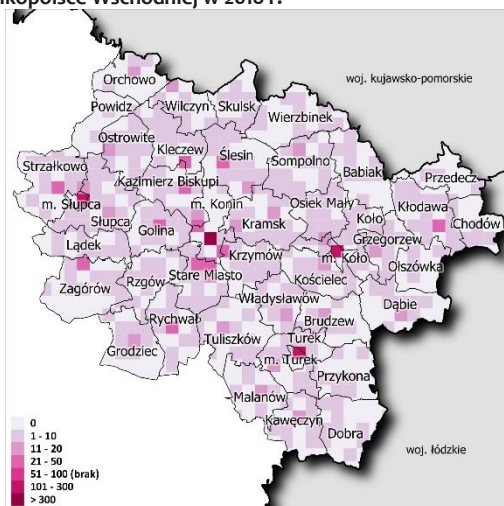 lkopolsce Wschodniej w 2018 r.
Orchowo
woj. kujawsko-pomorskie
Powidz
Wilczyn
Skulsk
Wierzbinek
Ostrowite
Kleczew
Ślesin
Sompolno
Strzałkowo
Babiak
Przedecz
Kazimierz Biskupi
m. Słupca
m. Konin
Osiek Mały
Koło
Kłodawa
Chodów
Słupca
Golina
Kramsk
Grzegorzew
Lądek
m. Koło
Olszówka
Krzymów
Stare Miasto
Kościelec
Zagórów
Rzgów
Władysławów
Dąbie
Rychwał
Brudzew
Tuliszków
Turek
Grodziec
m. Turek
Przykona
Malanów
Kawęczyn
Dobra
woj. łódzkie
0
1 - 10
11 - 20
21 - 50
51 - 100 (brak)
101 - 300
> 300